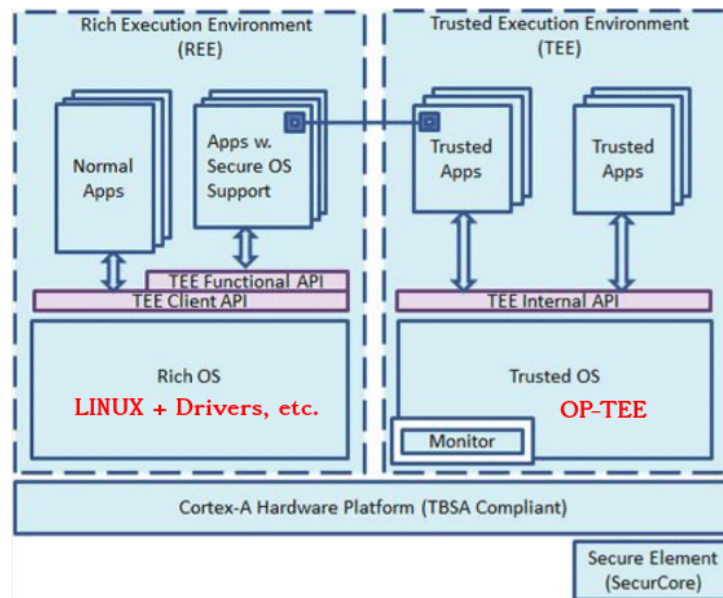 Rich Execution Environment
(REE)
Trusted Execution Environment
(TEE)
Normal
Apps
Apps w.
Secure OS
Support
Trusted
Apps
Trusted
Apps
TEE Functional API
TEE Client API
TEE Internal API
Rich OS
LINUX + Drivers, etc.
Trusted OS
OP-TEE
Monitor
Cortex-A Hardware Platform (TBSA Compliant)
Secure Element
(SecurCore)